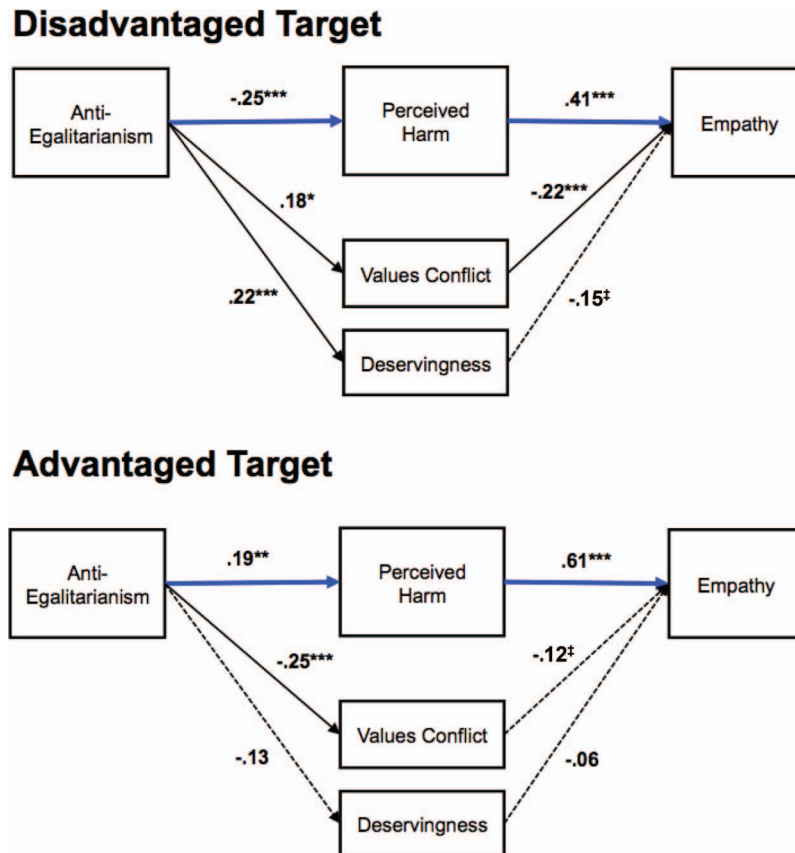 Disadvantaged Target
Anti-
Egalitarianism
-.25***
Perceived
Harm
.41***
Empathy
.18*
-.22***
Values Conflict
.22***
-.15‡
Deservingness
Advantaged Target
Anti-
Egalitarianism
.19**
Perceived
Harm
.61***
Empathy
-.25***
-.12‡
Values Conflict
-.13
-.06
Deservingness